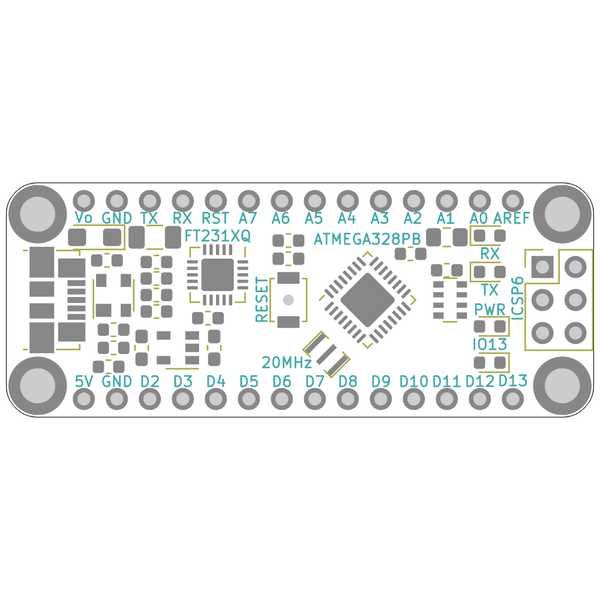 Vo GND TX RX RST A7 A6 A5 A4 A3 A2 A1 A0 AREF
FT231XQ ATMEGA328PB
RX
TX
RESET
ICSP6
PWR
IO13
20MHz
5V GND D2 D3 D4 D5 D6 D7 D8 D9 D10 D11 D12 D13